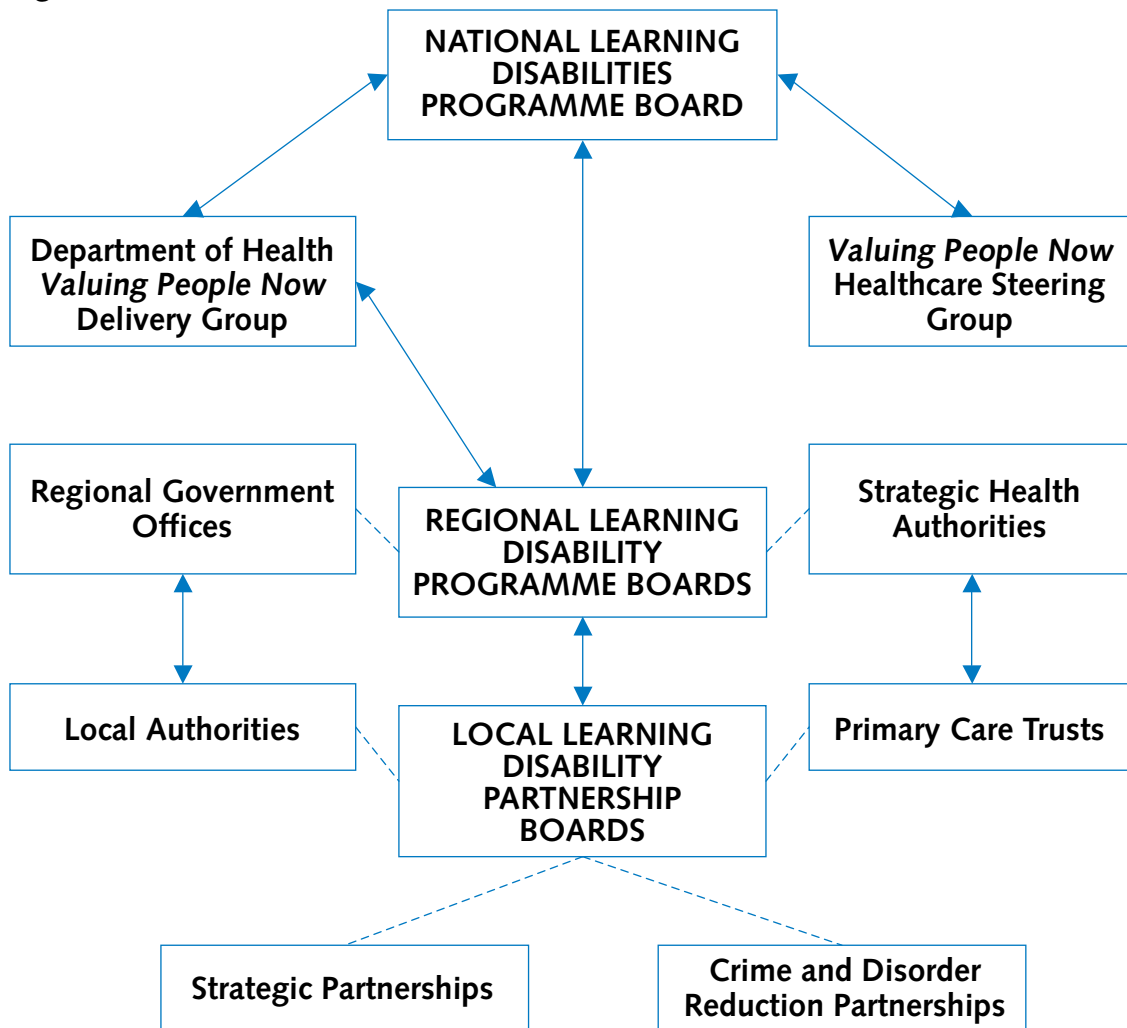 NATIONAL LEARNING
DISABILITIES
PROGRAMME BOARD
Department of Health
Valuing People Now
Delivery Group
Valuing People Now
Healthcare Steering
Group
Regional Government
Offices
REGIONAL LEARNING
DISABILITY
PROGRAMME BOARDS
Strategic Health
Authorities
Local Authorities
LOCAL LEARNING
DISABILITY
PARTNERSHIP
BOARDS
Primary Care Trusts
Strategic Partnerships
Crime and Disorder
Reduction Partnerships